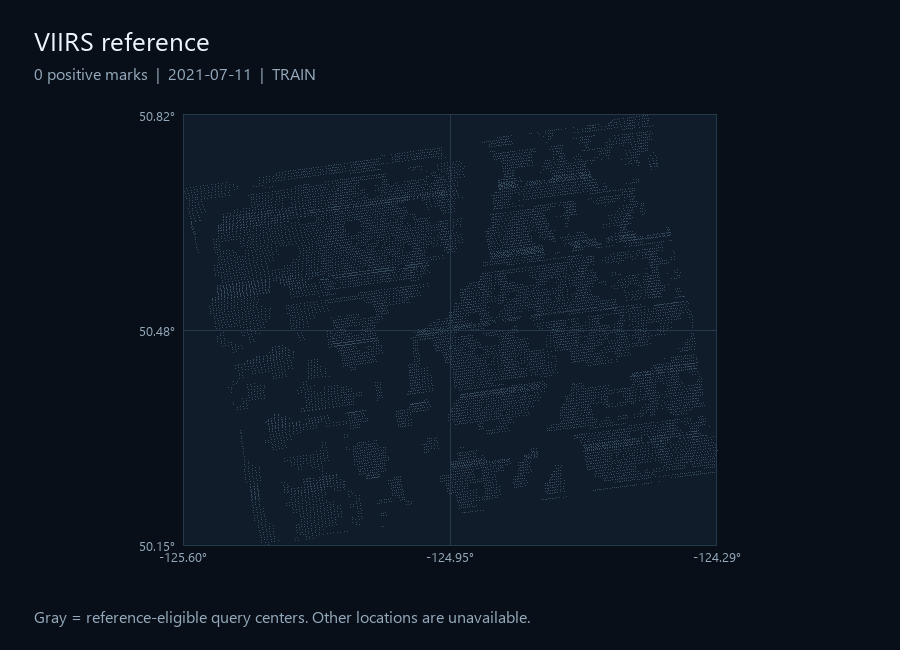 VIIRS reference
0 positive marks | 2021-07-11 | TRAIN
50.82°
50.48°
50.15°
-125.60°
-124.95°
-124.29°
Gray = reference-eligible query centers. Other locations are unavailable.